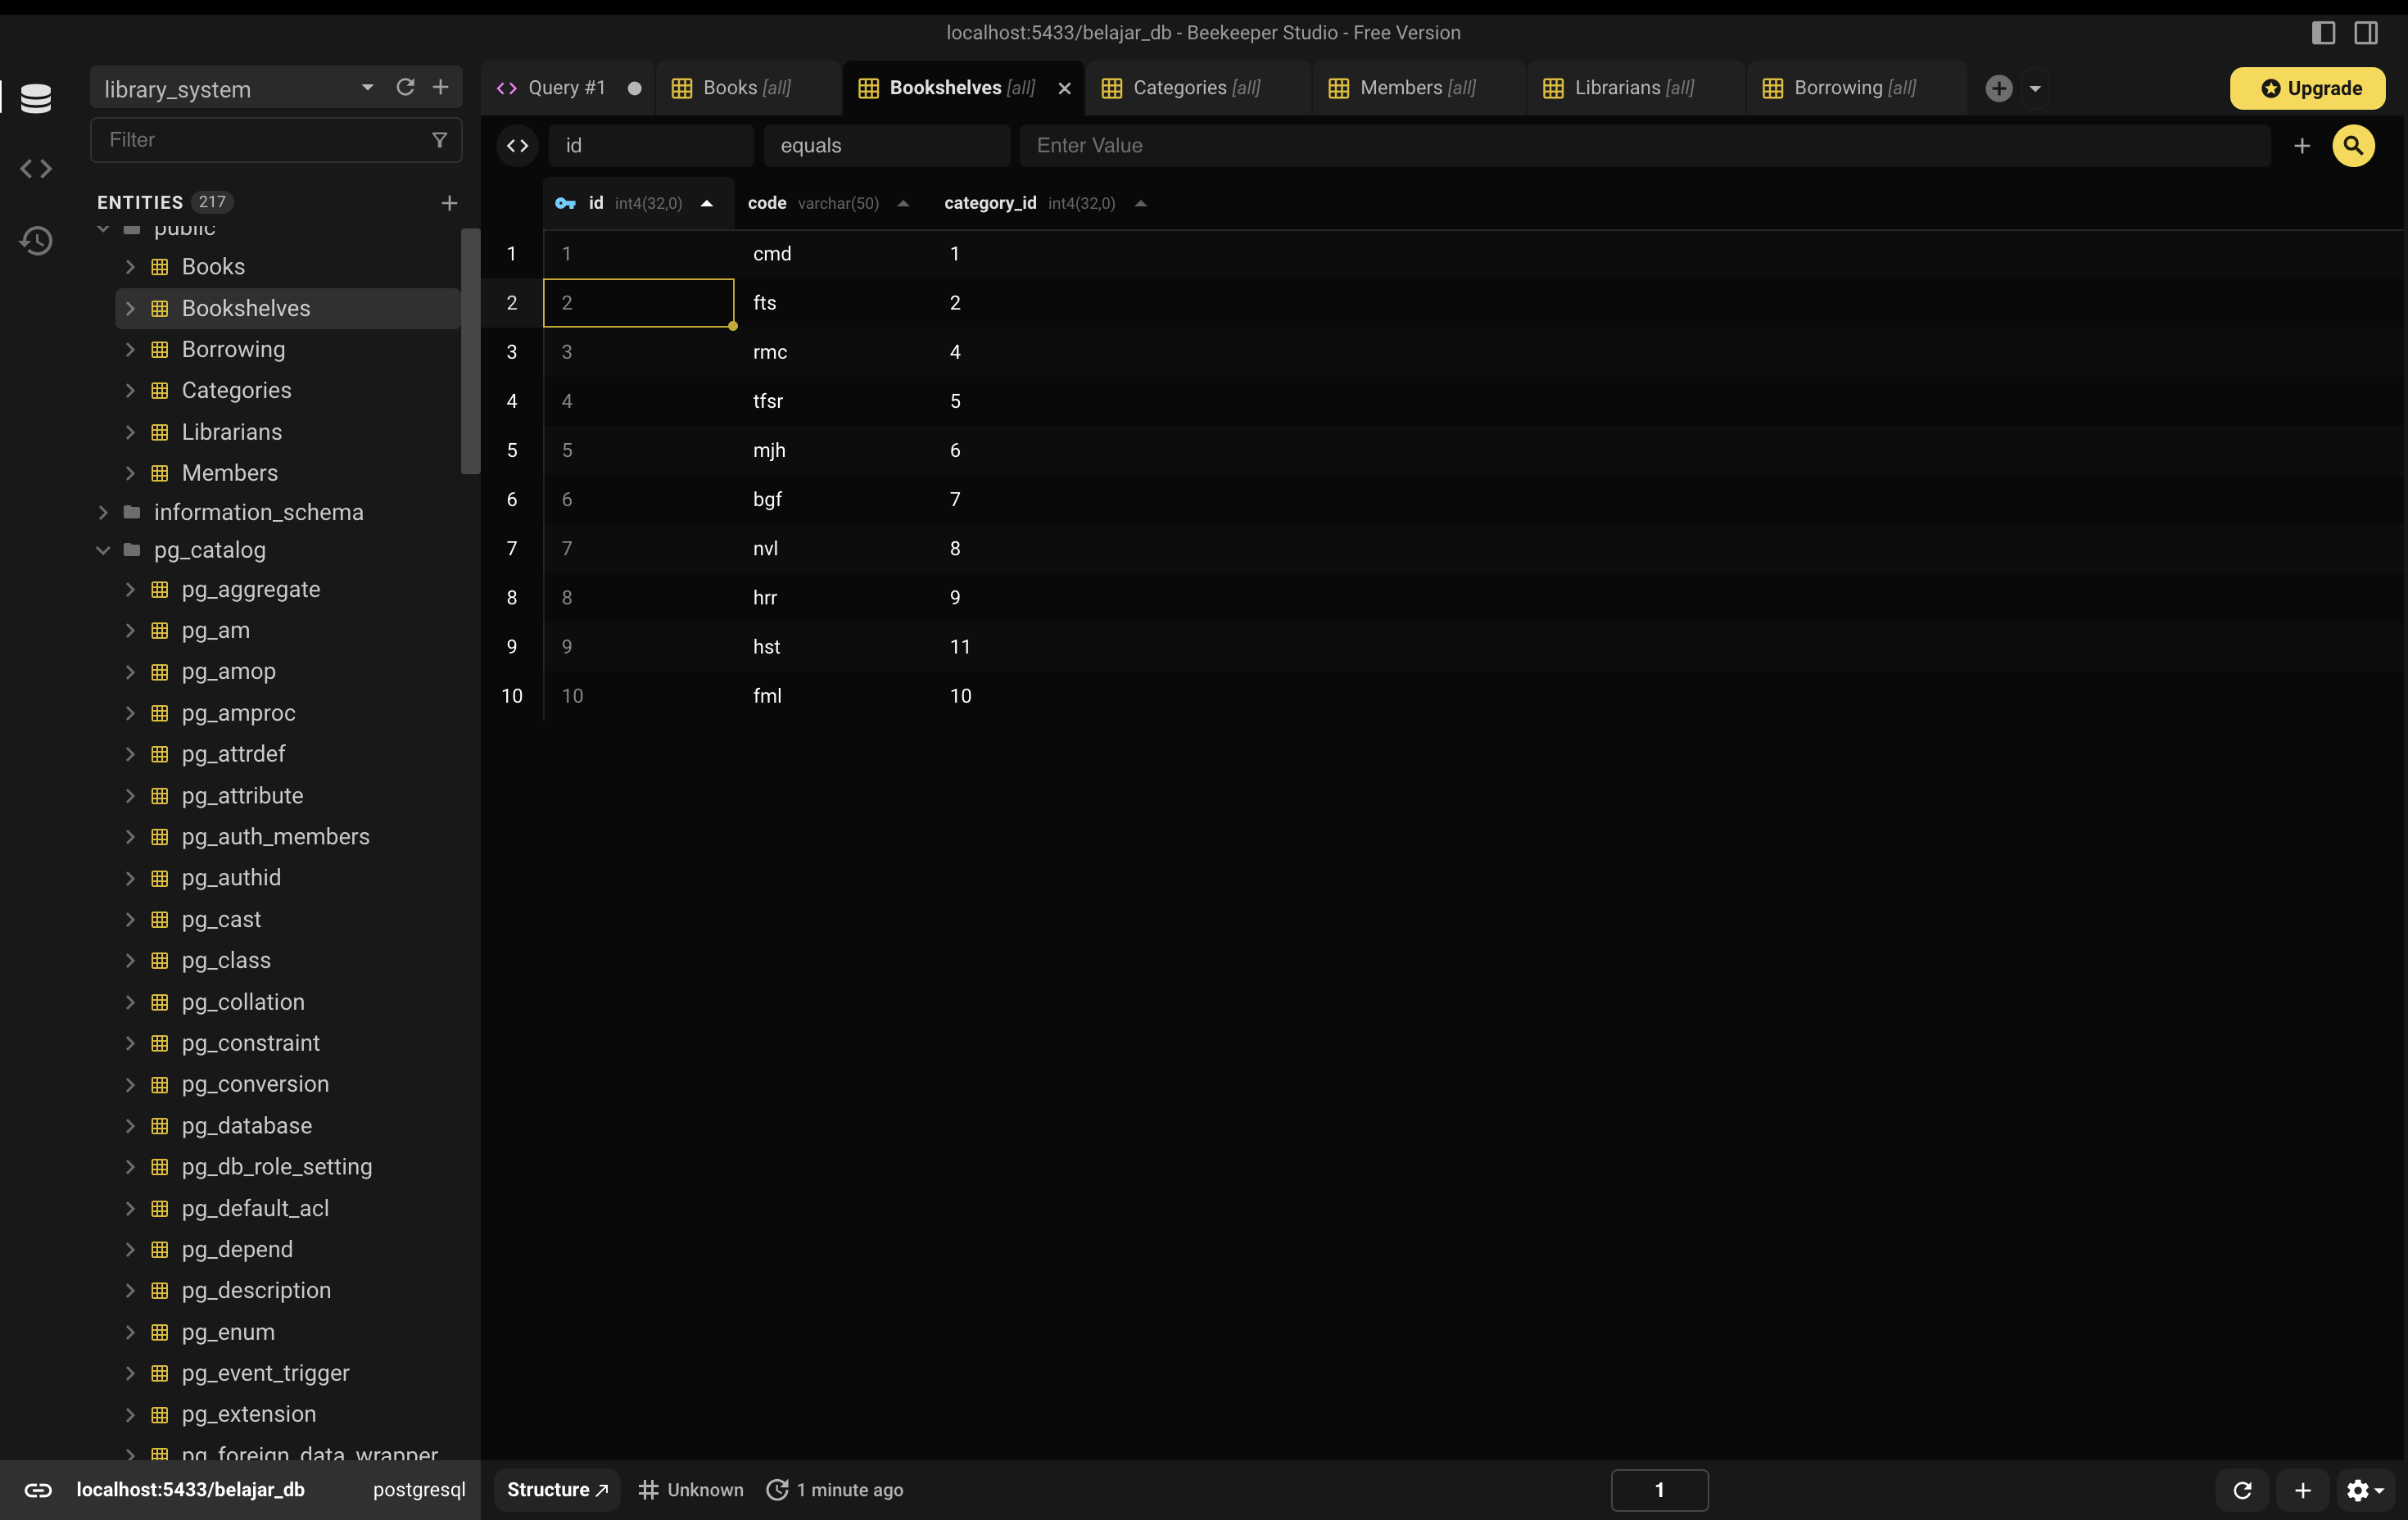 localhost:5433/belajar_db - Beekeeper Studio - Free Version
library_system
Query #1
Books [all]
Bookshelves [all]
Categories [all]
Members [all]
Librarians [all]
Borrowing [all]
Upgrade
Filter
id
equals
Enter Value
ENTITIES 217
id int4(32,0)
code varchar(50)
category_id int4(32,0)
public
Books
Bookshelves
Borrowing
Categories
Librarians
Members
information_schema
pg_catalog
pg_aggregate
pg_am
pg_amop
pg_amproc
pg_attrdef
pg_attribute
pg_auth_members
pg_authid
pg_cast
pg_class
pg_collation
pg_constraint
pg_conversion
pg_database
pg_db_role_setting
pg_default_acl
pg_depend
pg_description
pg_enum
pg_event_trigger
pg_extension
pg_foreign_data_wrapper
1 1 cmd 1
2 2 fts 2
3 3 rmc 4
4 4 tfsr 5
5 5 mjh 6
6 6 bgf 7
7 7 nvl 8
8 8 hrr 9
9 9 hst 11
10 10 fml 10
localhost:5433/belajar_db
postgresql
Structure
Unknown
1 minute ago
1